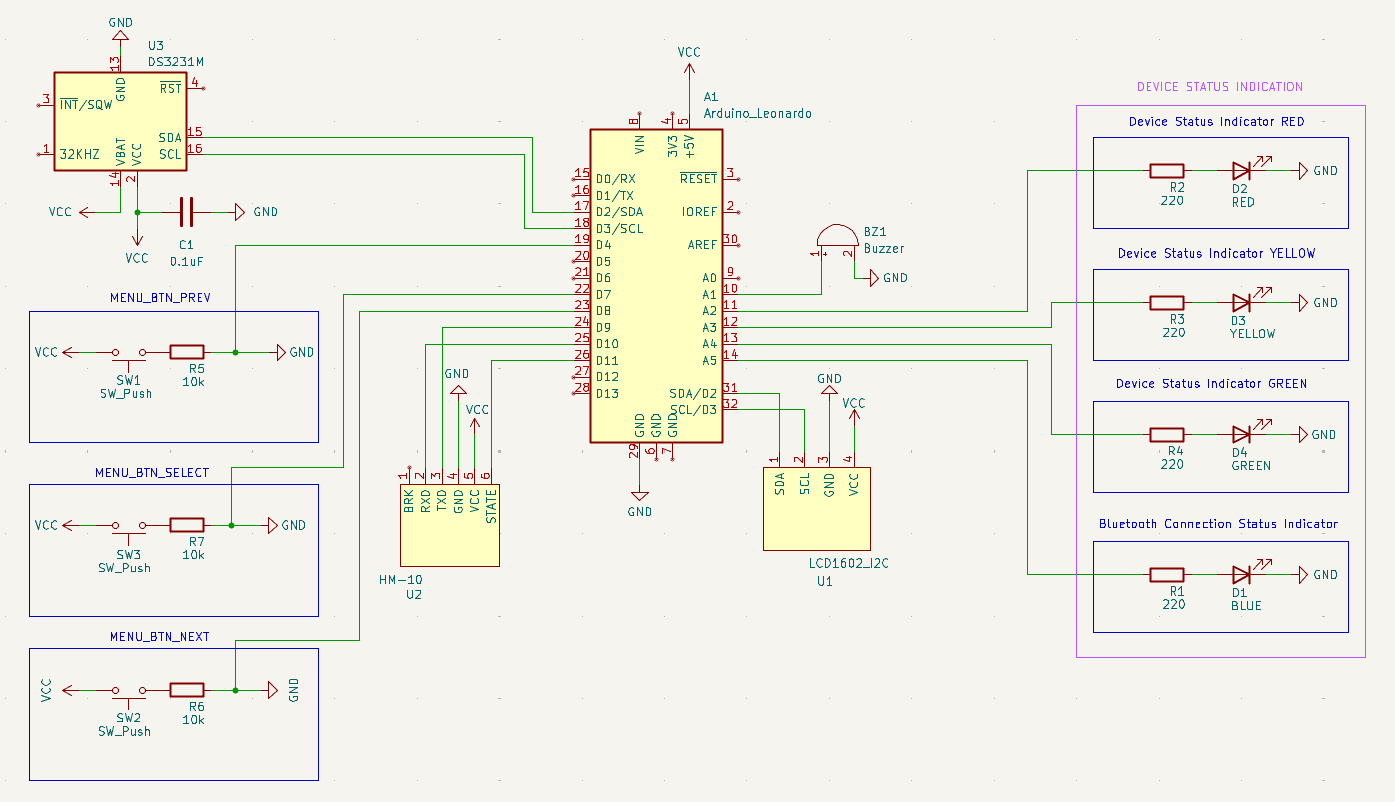 GND
U3
DS3231M
13
GND
RST
4
3
INT/SQW
SDA
15
SCL
16
1
32KHZ
VBAT
VCC
14
2
VCC
GND
C1
0.1uF
VCC
MENU_BTN_PREV
VCC
GND
R5
10k
SW1
SW_Push
MENU_BTN_SELECT
VCC
GND
R7
10k
SW3
SW_Push
MENU_BTN_NEXT
VCC
GND
R6
10k
SW2
SW_Push
GND
VCC
1
2
3
4
5
6
BRK
RXD
TXD
GND
VCC
STATE
HM-10
U2
VCC
A1
Arduino_Leonardo
8
4
5
VIN
3V3
+5V
15
D0/RX
16
D1/TX
17
D2/SDA
18
D3/SCL
19
D4
20
D5
21
D6
22
D7
23
D8
24
D9
25
D10
26
D11
27
D12
28
D13
RESET
3
IOREF
2
AREF
30
A0
9
A1
10
A2
11
A3
12
A4
13
A5
14
SDA/D2
31
SCL/D3
32
GND
GND
GND
29
6
7
GND
BZ1
Buzzer
1
+
2
GND
GND
VCC
1
2
3
4
SDA
SCL
GND
VCC
LCD1602_I2C
U1
DEVICE STATUS INDICATION
Device Status Indicator RED
R2
220
D2
RED
GND
Device Status Indicator YELLOW
R3
220
D3
YELLOW
GND
Device Status Indicator GREEN
R4
220
D4
GREEN
GND
Bluetooth Connection Status Indicator
R1
220
D1
BLUE
GND